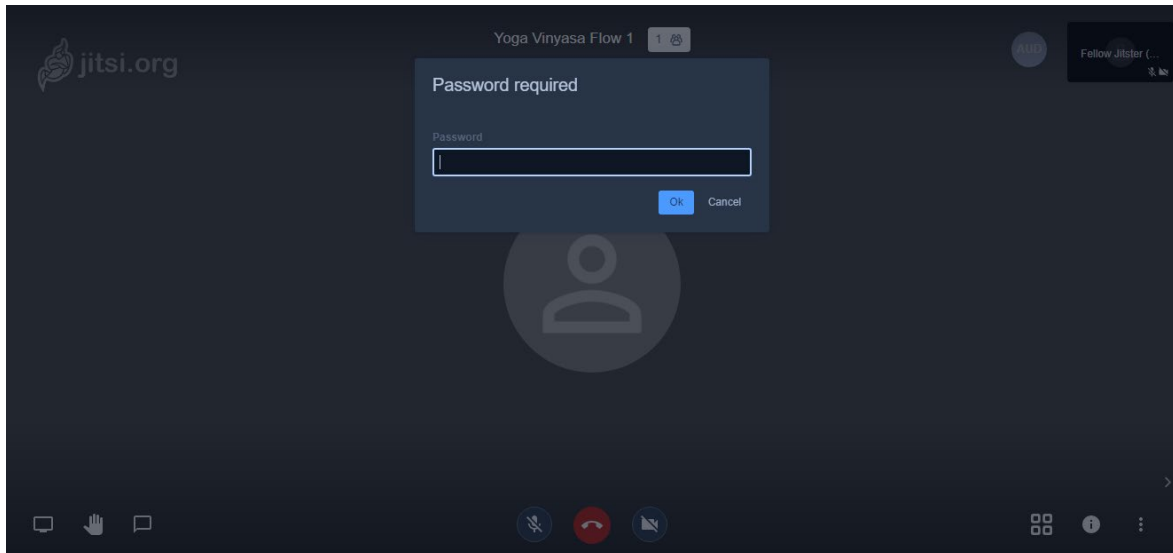 jitsi.org
Yoga Vinyasa Flow 1 1
AUD
Fellow Jitster (...
Password required
Password
Ok Cancel